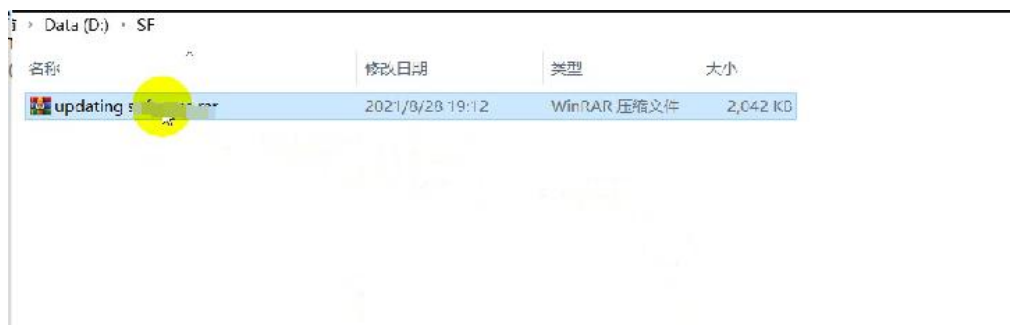 > Data (D:) > SF
名称 修改日期 类型 大小
updating 2021/8/28 19:12 WinRAR 压缩文件 2,042 KB